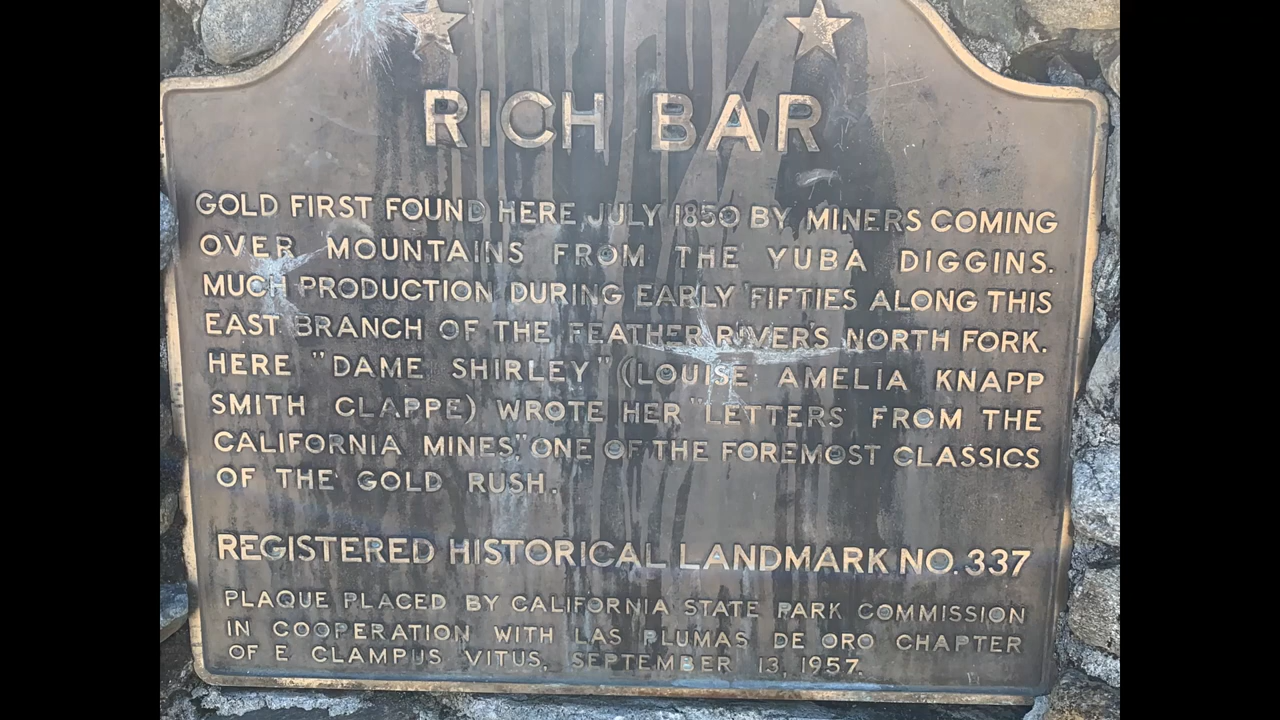 RICH BAR
GOLD FIRST FOUND HERE JULY 1850 BY MINERS COMING
OVER MOUNTAINS FROM THE YUBA DIGGINS.
MUCH PRODUCTION DURING EARLY 'FIFTIES ALONG THIS
EAST BRANCH OF THE FEATHER RIVER'S NORTH FORK.
HERE "DAME SHIRLEY" (LOUISE AMELIA KNAPP
SMITH CLAPPE) WROTE HER "LETTERS FROM THE
CALIFORNIA MINES," ONE OF THE FOREMOST CLASSICS
OF THE GOLD RUSH.
REGISTERED HISTORICAL LANDMARK NO. 337
PLAQUE PLACED BY CALIFORNIA STATE PARK COMMISSION
IN COOPERATION WITH LAS PLUMAS DE ORO CHAPTER
OF E CLAMPUS VITUS, SEPTEMBER 13, 1957.